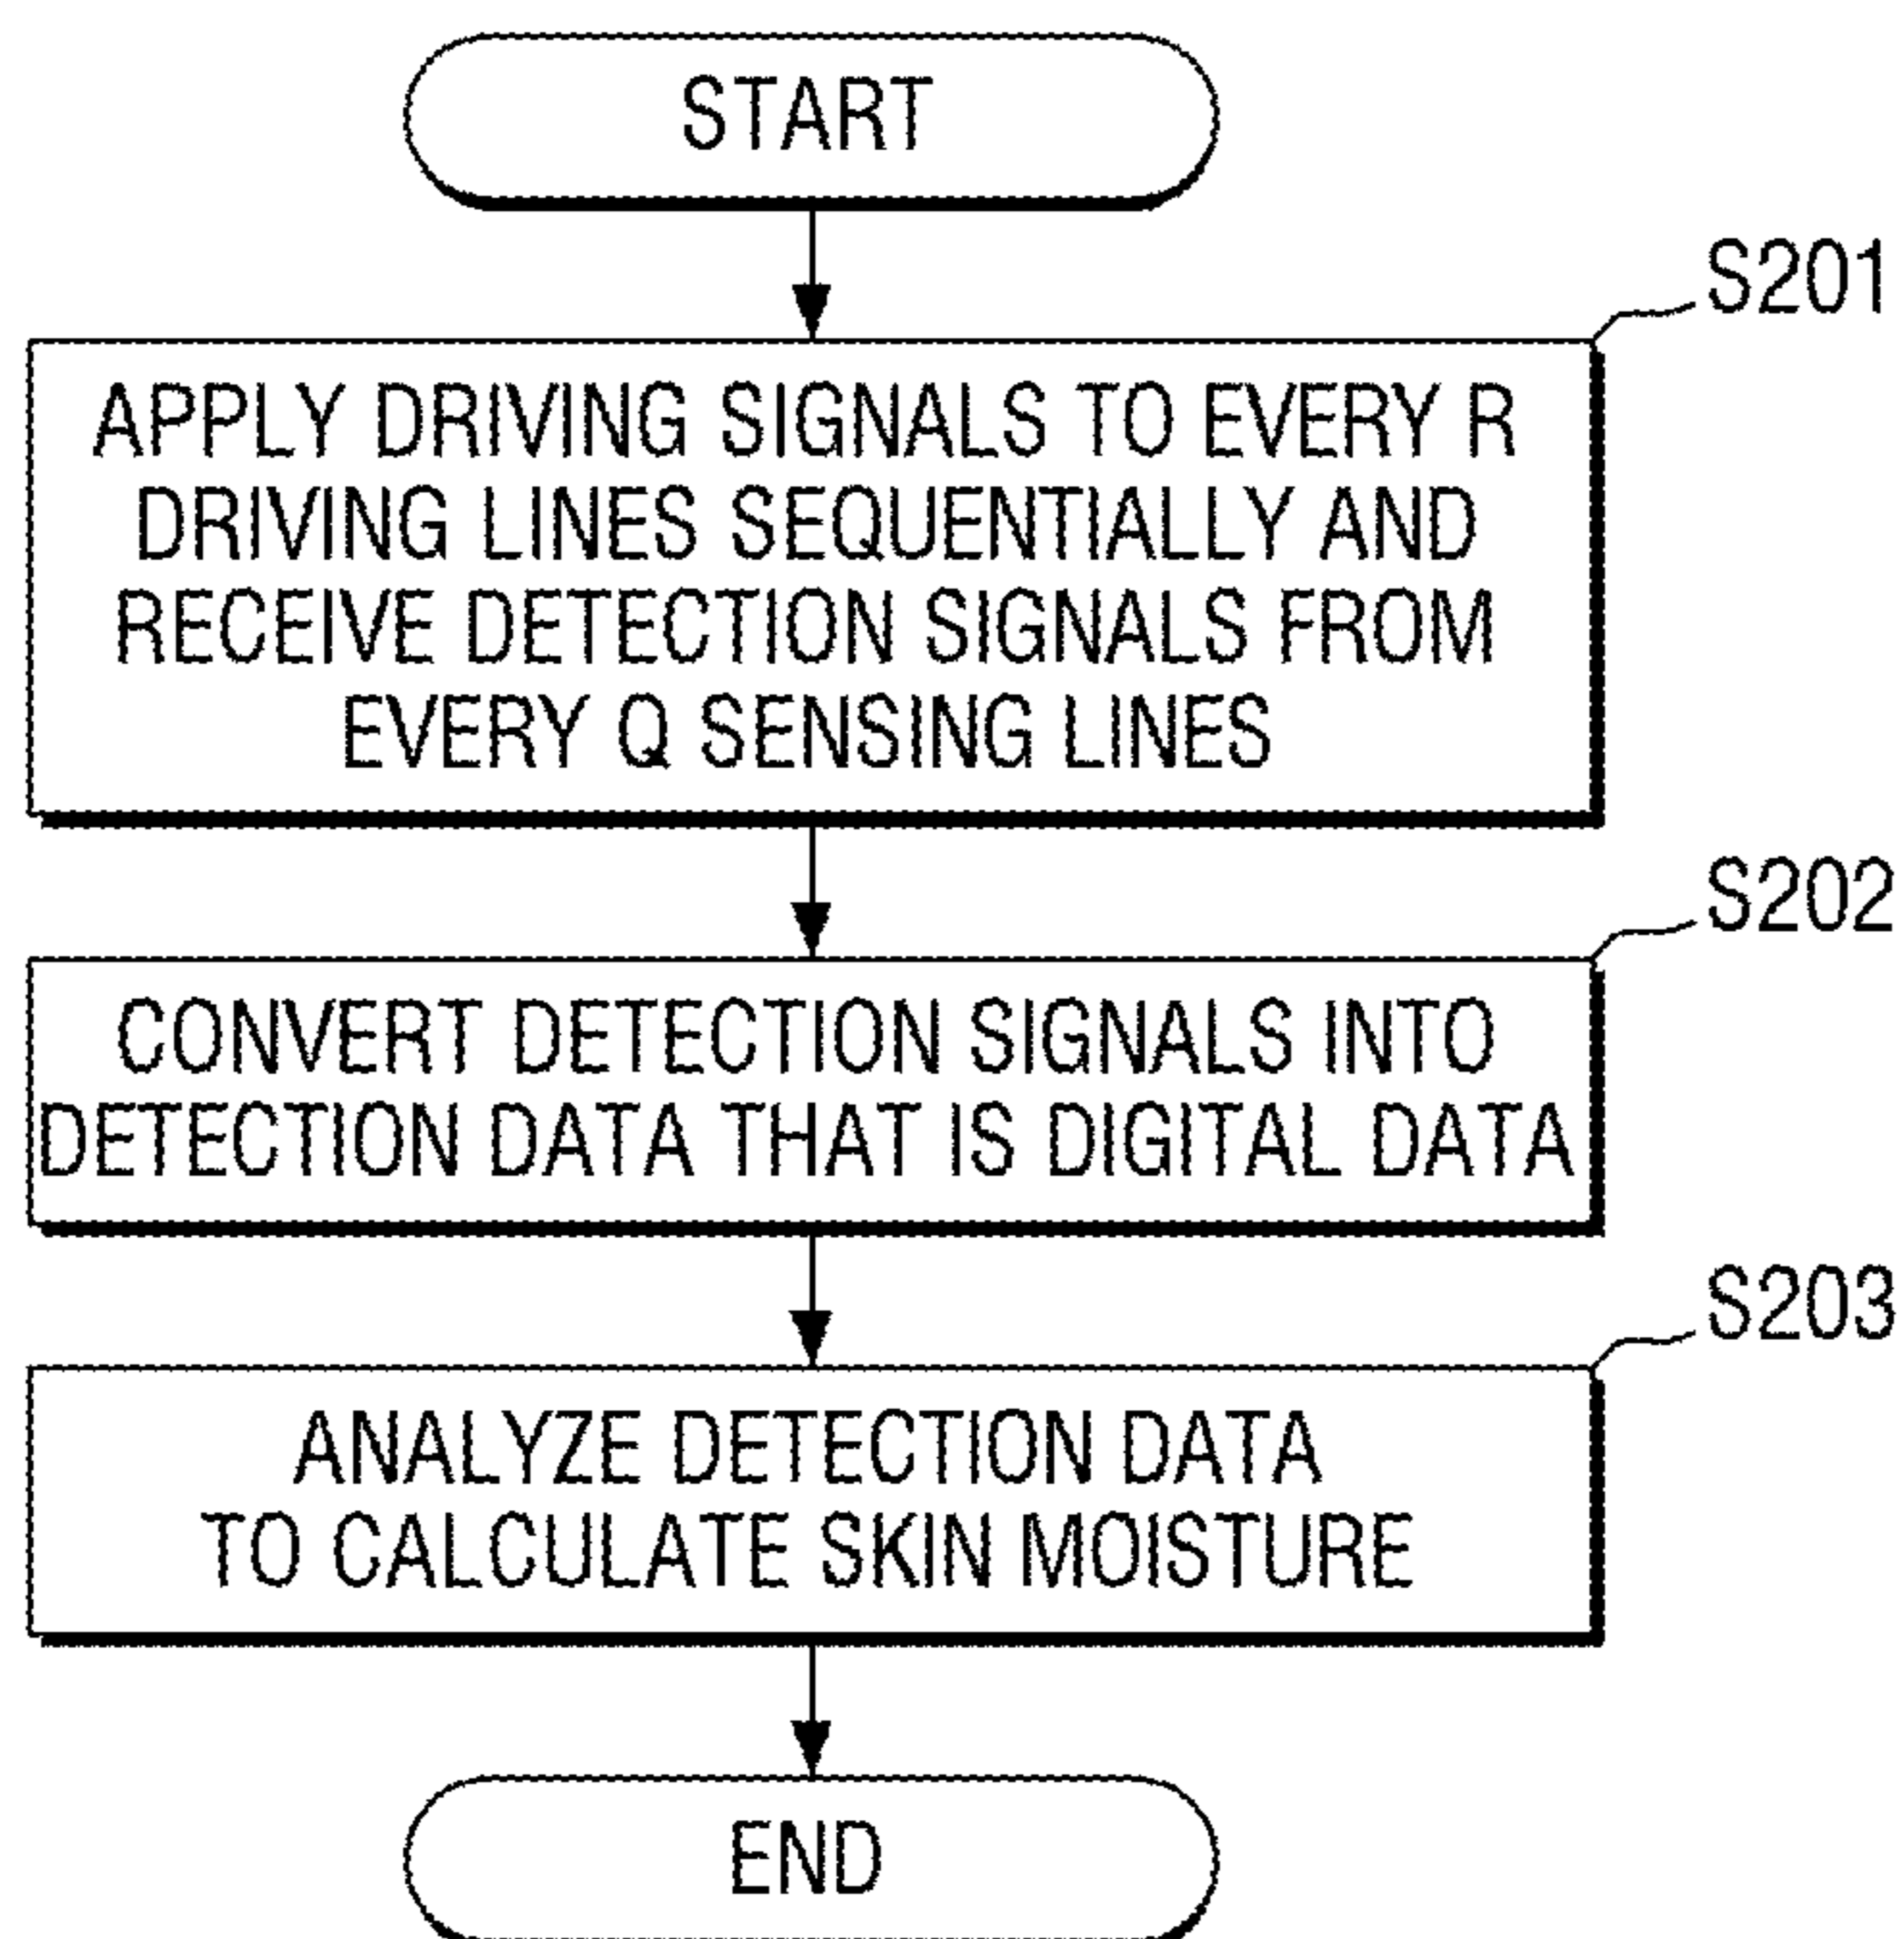 START
S201
APPLY DRIVING SIGNALS TO EVERY R
DRIVING LINES SEQUENTIALLY AND
RECEIVE DETECTION SIGNALS FROM
EVERY Q SENSING LINES
S202
CONVERT DETECTION SIGNALS INTO
DETECTION DATA THAT IS DIGITAL DATA
S203
ANALYZE DETECTION DATA
TO CALCULATE SKIN MOISTURE
END